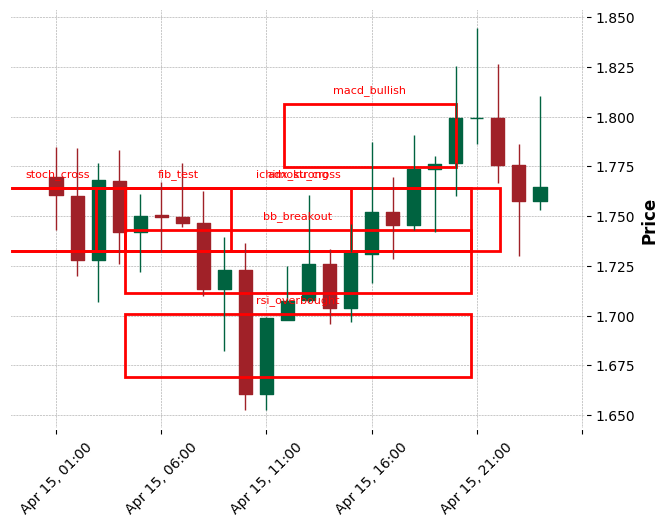 1.850
1.825
macd_bullish
1.800
1.775
stoch_cross
fib_test
adx_strong
1.750
bb_breakout
1.725
rsi_overbought
1.700
1.675
1.650
Price
Apr 15, 01:00
Apr 15, 06:00
Apr 15, 11:00
Apr 15, 16:00
Apr 15, 21:00